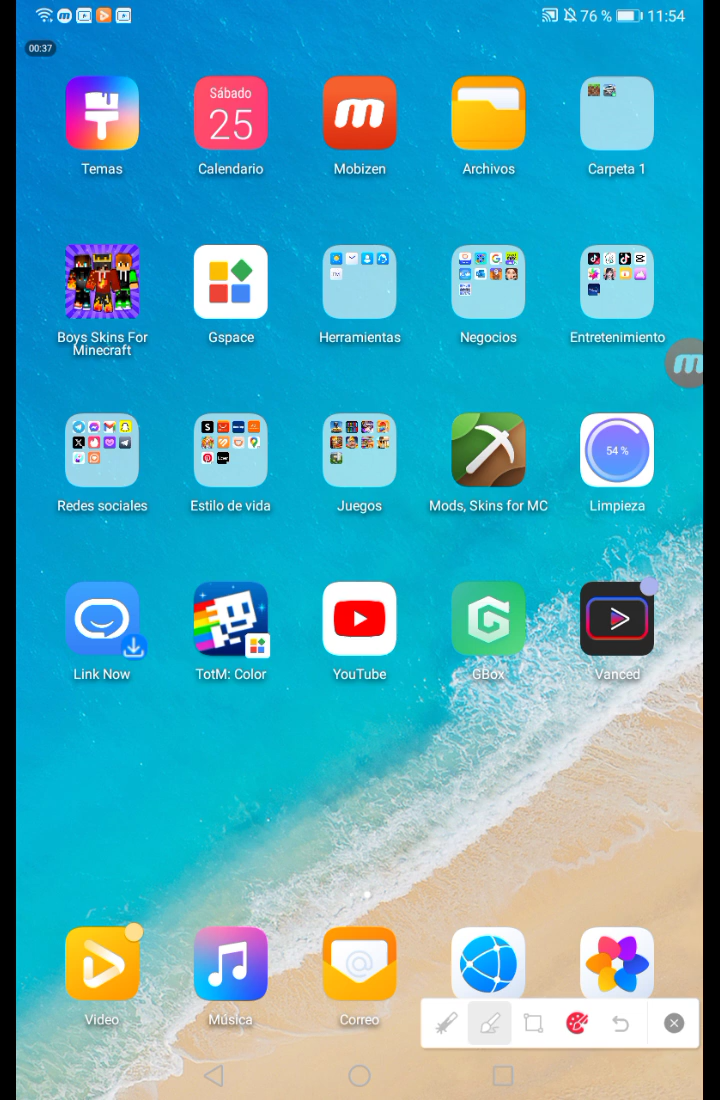 76 % 11:54
00:37
Sábado
25
Temas
Calendario
Mobizen
Archivos
Carpeta 1
Boys Skins For
Minecraft
Gspace
Herramientas
Negocios
Entretenimiento
Redes sociales
Estilo de vida
Juegos
Mods, Skins for MC
54 %
Limpieza
Link Now
TotM: Color
YouTube
GBox
Vanced
Video
Música
Correo